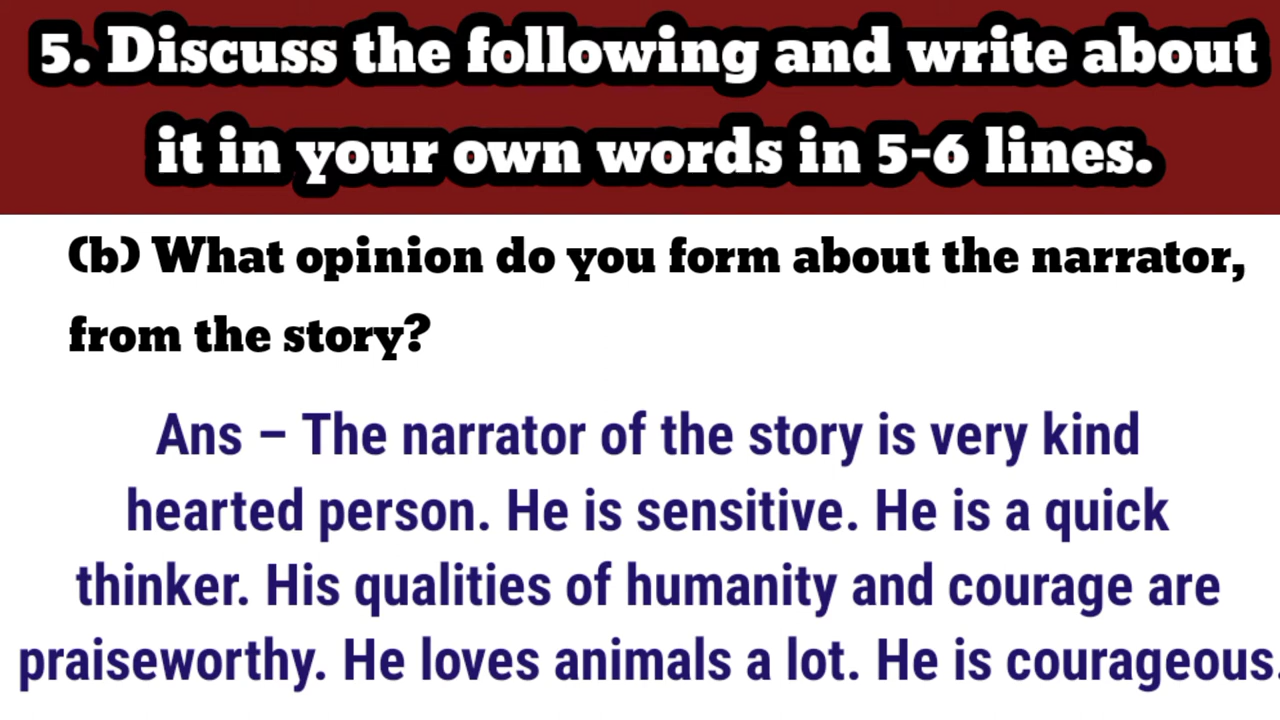 5. Discuss the following and write about
it in your own words in 5-6 lines.
(b) What opinion do you form about the narrator,
from the story?
Ans – The narrator of the story is very kind
hearted person. He is sensitive. He is a quick
thinker. His qualities of humanity and courage are
praiseworthy. He loves animals a lot. He is courageous.